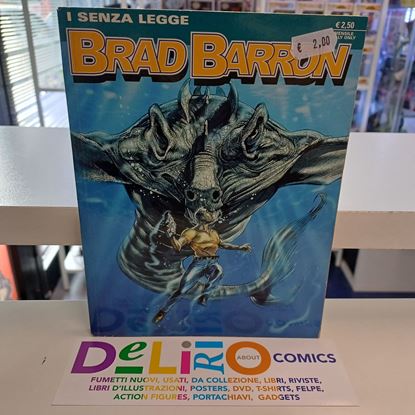 I SENZA LEGGE
€ 2,50
MENSILE
€ 2,00
BRAD BARRON
DeLiRiO ABOUT COMICS
FUMETTI NUOVI, USATI, DA COLLEZIONE, LIBRI, RIVISTE,
LIBRI D'ILLUSTRAZIONI, POSTERS, DVD, T-SHIRTS, FELPE,
ACTION FIGURES, PORTACHIAVI, GADGETS